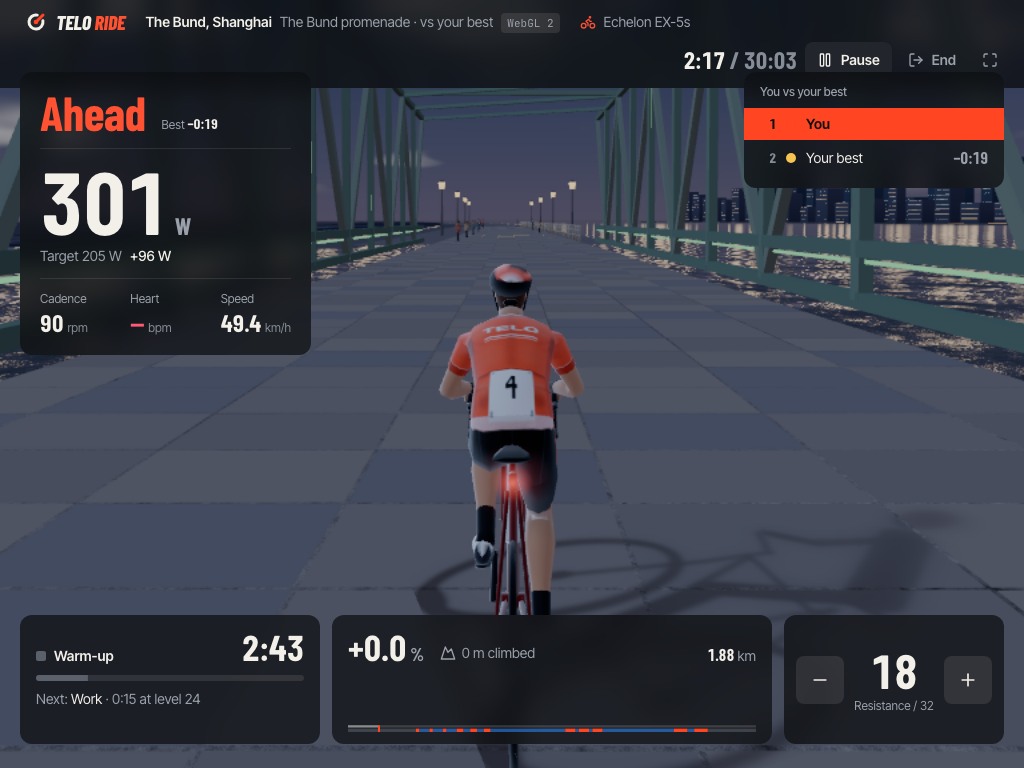 TELO RIDE The Bund, Shanghai The Bund promenade · vs your best WebGL 2 Echelon EX-5s
2:17 / 30:03 Pause End
Ahead Best −0:19
301 W
Target 205 W +96 W
Cadence Heart Speed
90 rpm — bpm 49.4 km/h
You vs your best
1 You
2 Your best −0:19
TELO
4
Warm-up 2:43
Next: Work · 0:15 at level 24
+0.0 % 0 m climbed 1.88 km
− 18 +
Resistance / 32